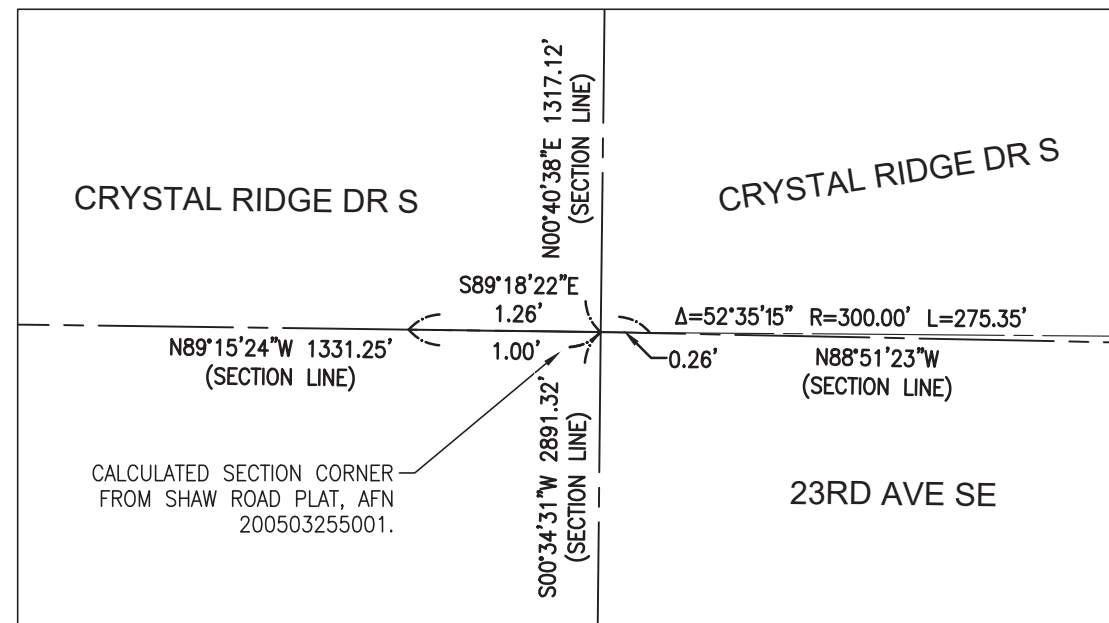 N00°40'38"E 1317.12'
(SECTION LINE)
CRYSTAL RIDGE DR S
CRYSTAL RIDGE DR S
S89°18'22"E
1.26'
Δ=52°35'15" R=300.00' L=275.35'
N89°15'24"W 1331.25'
(SECTION LINE)
1.00'
0.26'
N88°51'23"W
(SECTION LINE)
S00°34'31"W 2891.32'
(SECTION LINE)
CALCULATED SECTION CORNER
FROM SHAW ROAD PLAT, AFN
200503255001.
23RD AVE SE